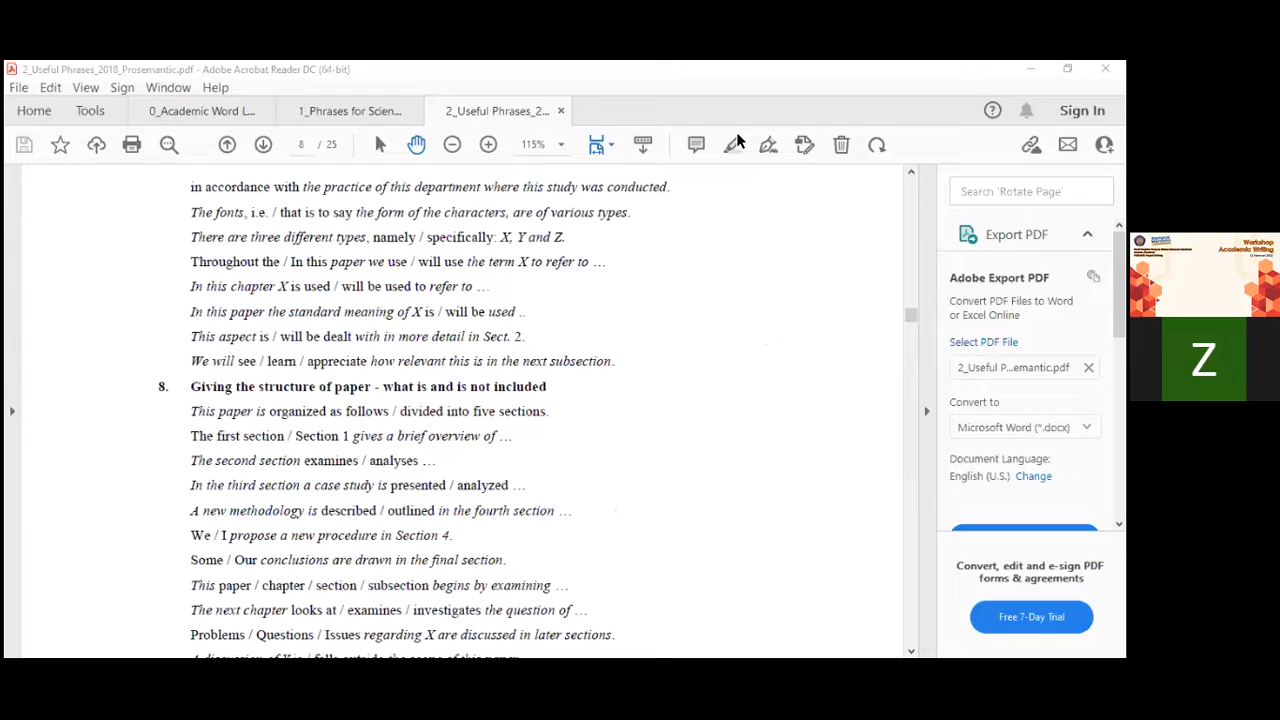 2_Useful Phrases_2018_Prosemantic.pdf - Adobe Acrobat Reader DC (64-bit)
File Edit View Sign Window Help
Home Tools 0_Academic Word L... 1_Phrases for Scien... 2_Useful Phrases_2... × Sign In
8 / 25 115%
in accordance with the practice of this department where this study was conducted.
The fonts, i.e. / that is to say the form of the characters, are of various types.
There are three different types, namely / specifically: X, Y and Z.
Throughout the / In this paper we use / will use the term X to refer to …
In this chapter X is used / will be used to refer to …
In this paper the standard meaning of X is / will be used ..
This aspect is / will be dealt with in more detail in Sect. 2.
We will see / learn / appreciate how relevant this is in the next subsection.
8. Giving the structure of paper - what is and is not included
This paper is organized as follows / divided into five sections.
The first section / Section 1 gives a brief overview of …
The second section examines / analyses …
In the third section a case study is presented / analyzed …
A new methodology is described / outlined in the fourth section …
We / I propose a new procedure in Section 4.
Some / Our conclusions are drawn in the final section.
This paper / chapter / section / subsection begins by examining …
The next chapter looks at / examines / investigates the question of …
Problems / Questions / Issues regarding X are discussed in later sections.
A discussion of X is / falls outside the scope of this paper.
Search 'Rotate Page'
Export PDF
Adobe Export PDF
Convert PDF Files to Word
or Excel Online
Select PDF File
2_Useful P...emantic.pdf
Convert to
Microsoft Word (*.docx)
Document Language:
English (U.S.) Change
Convert, edit and e-sign PDF
forms & agreements
Free 7-Day Trial
Workshop
Academic Writing
Z